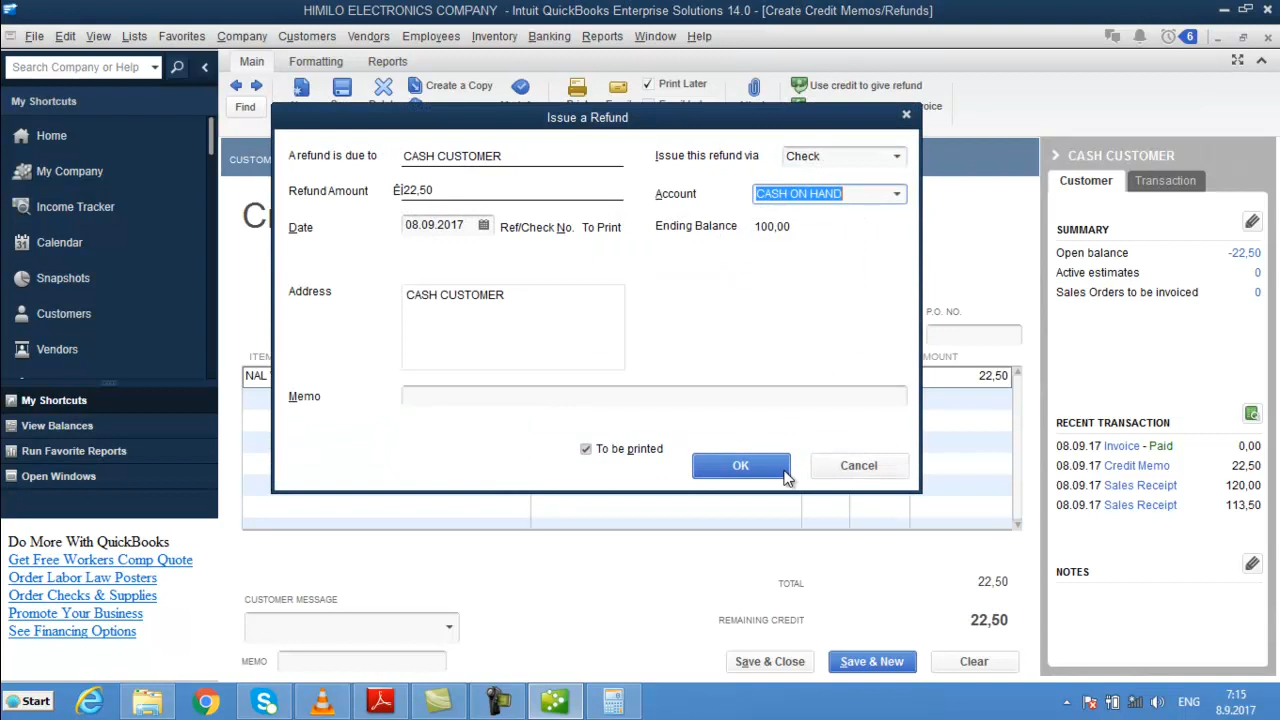 HIMILO ELECTRONICS COMPANY - Intuit QuickBooks Enterprise Solutions 14.0 - [Create Credit Memos/Refunds]
File Edit View Lists Favorites Company Customers Vendors Employees Inventory Banking Reports Window Help
6
Search Company or Help
Main Formatting Reports
Create a Copy
Print Later
Use credit to give refund
Find
My Shortcuts
Home
My Company
Income Tracker
Calendar
Snapshots
Customers
Vendors
My Shortcuts
View Balances
Run Favorite Reports
Open Windows
Do More With QuickBooks
Get Free Workers Comp Quote
Order Labor Law Posters
Order Checks & Supplies
Promote Your Business
See Financing Options
Issue a Refund
A refund is due to CASH CUSTOMER
Issue this refund via Check
Refund Amount 22,50
Account CASH ON HAND
Date 08.09.2017 Ref/Check No. To Print
Ending Balance 100,00
Address CASH CUSTOMER
Memo
To be printed
OK Cancel
P.O. NO.
22,50
TOTAL 22,50
CUSTOMER MESSAGE
REMAINING CREDIT 22,50
MEMO
Save & Close Save & New Clear
CASH CUSTOMER
Customer Transaction
SUMMARY
Open balance -22,50
Active estimates 0
Sales Orders to be invoiced 0
RECENT TRANSACTION
08.09.17 Invoice - Paid 0,00
08.09.17 Credit Memo 22,50
08.09.17 Sales Receipt 120,00
08.09.17 Sales Receipt 113,50
NOTES
Start
ENG
7:15
8.9.2017